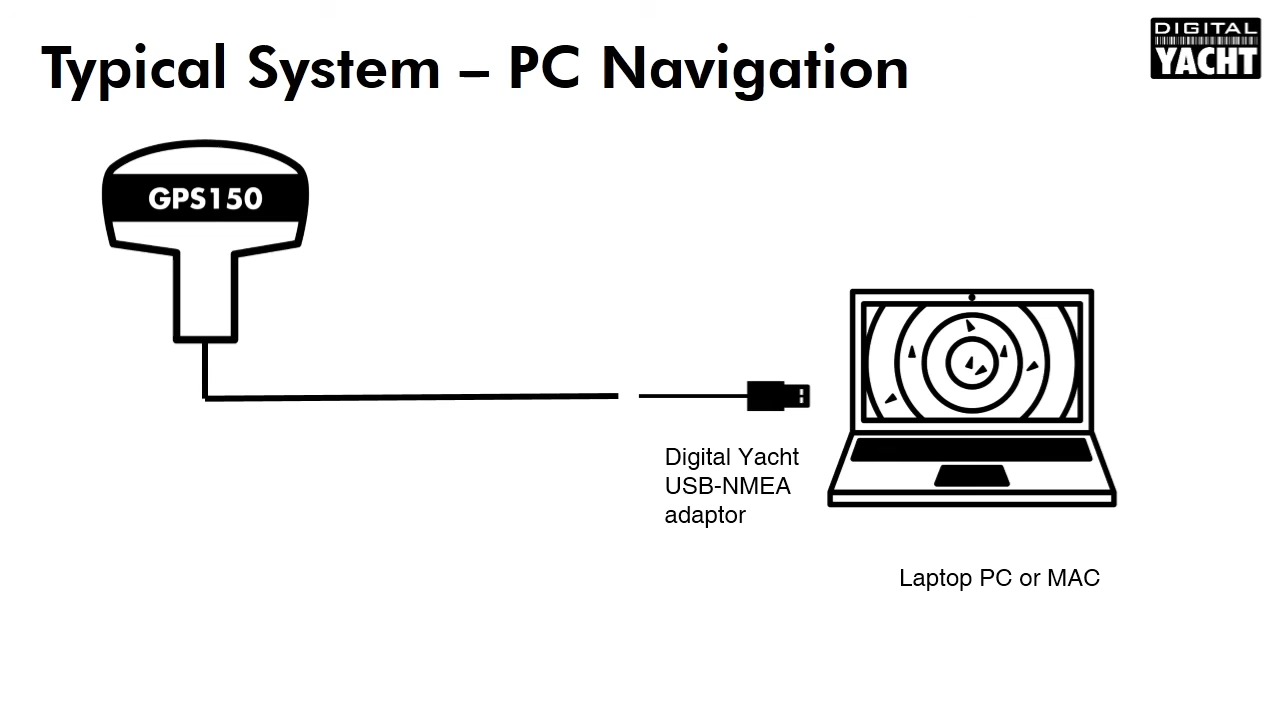 Typical System – PC Navigation
DIGITAL
YACHT
GPS150
Digital Yacht
USB-NMEA
adaptor
Laptop PC or MAC